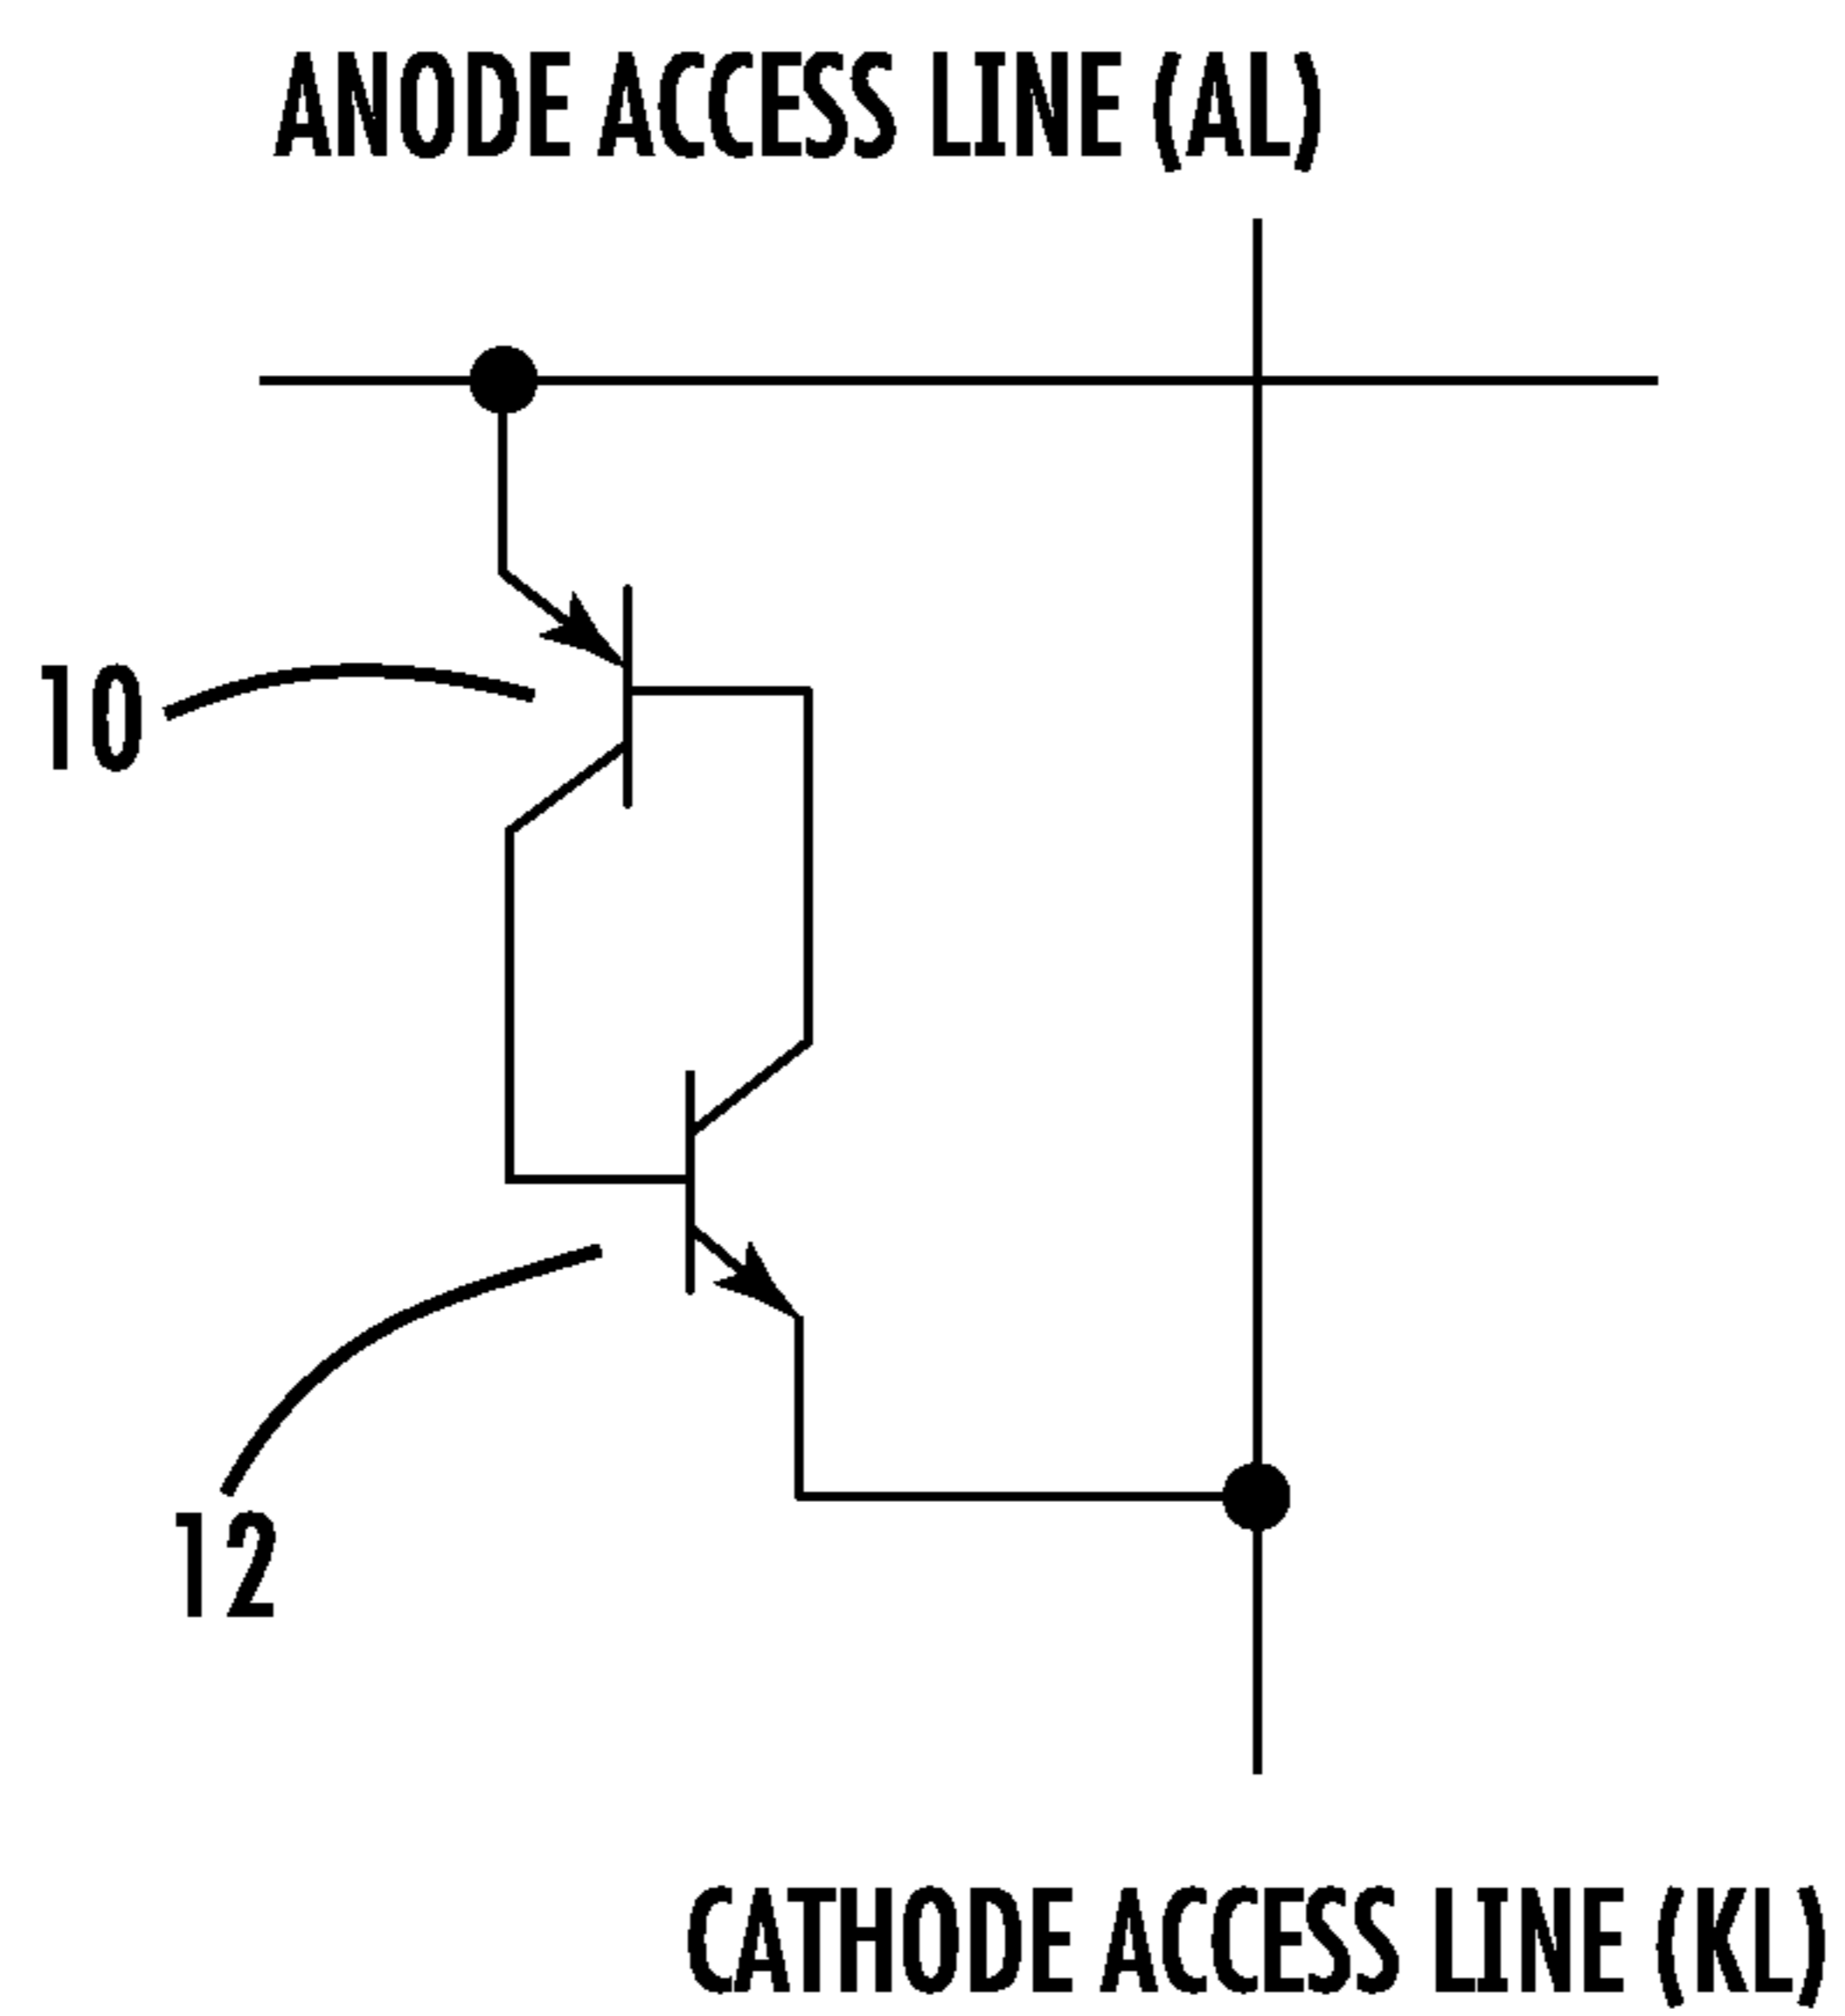 ANODE ACCESS LINE (AL)
10
12
CATHODE ACCESS LINE (KL)